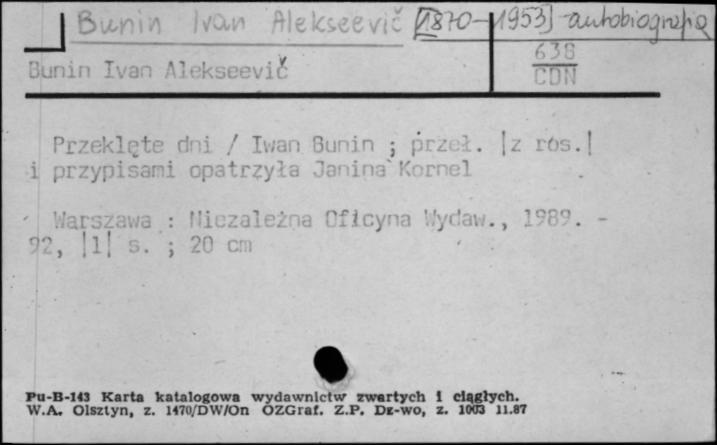 Bunin Ivan Alekseevič [1870-1953] - autobiografia
Bunin Ivan Alekseevič
638
CDN
Przeklęte dni / Iwan Bunin ; przeł. |z ros.|
i przypisami opatrzyła Janina Kornel
Warszawa : Niezależna Oficyna Wydaw., 1989. -
92, |1| s. ; 20 cm
Pu-B-143 Karta katalogowa wydawnictw zwartych i ciągłych.
W.A. Olsztyn, z. 1470/DW/On OZGraf. Z.P. Dz-wo, z. 1003 11.87